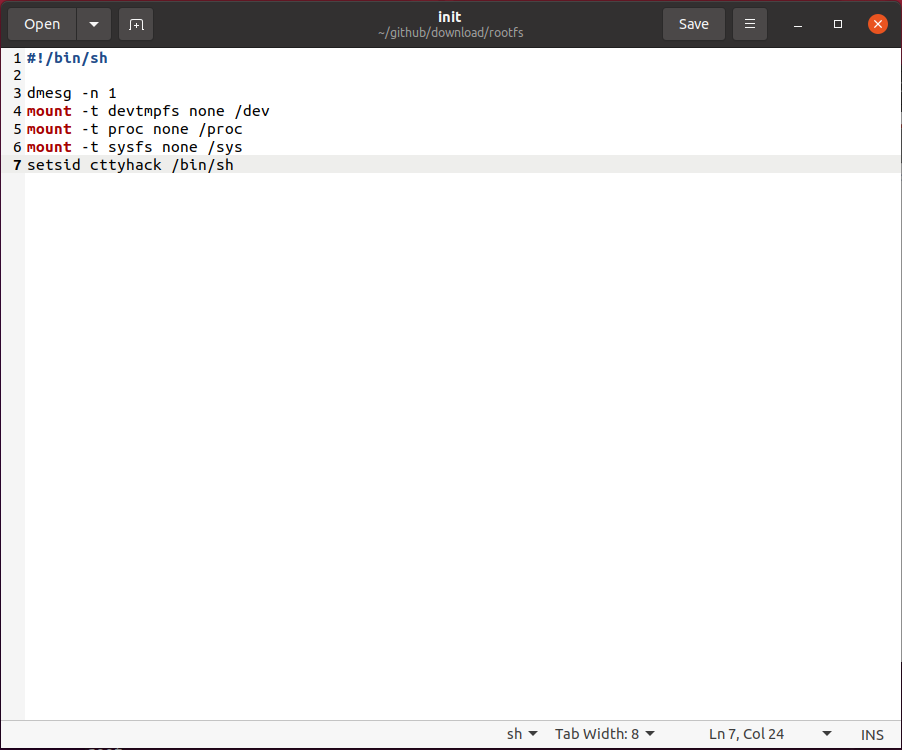 Open
init
~/github/download/rootfs
Save
1 #!/bin/sh
2
3 dmesg -n 1
4 mount -t devtmpfs none /dev
5 mount -t proc none /proc
6 mount -t sysfs none /sys
7 setsid cttyhack /bin/sh
sh Tab Width: 8 Ln 7, Col 24 INS